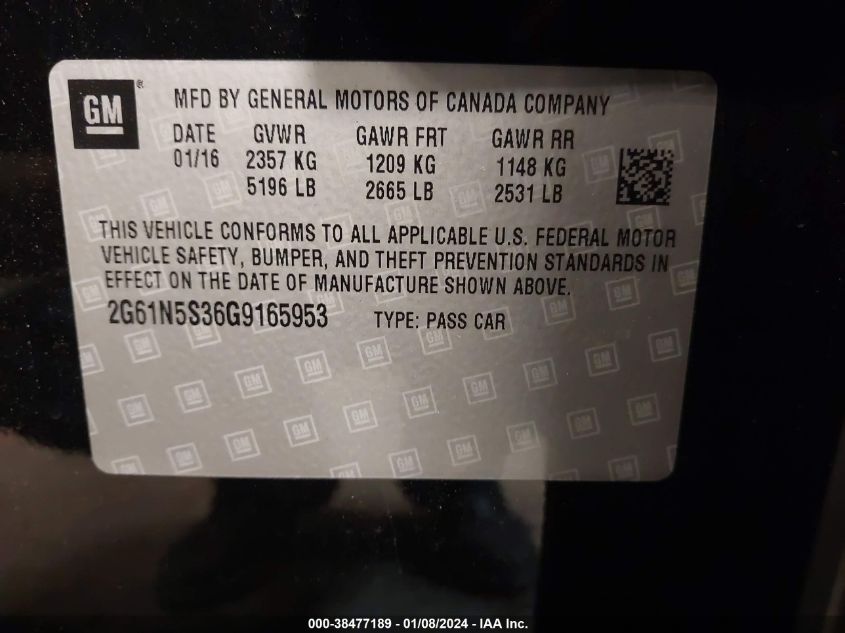 GM ®
MFD BY GENERAL MOTORS OF CANADA COMPANY
DATE GVWR GAWR FRT GAWR RR
01/16 2357 KG 1209 KG 1148 KG
5196 LB 2665 LB 2531 LB
THIS VEHICLE CONFORMS TO ALL APPLICABLE U.S. FEDERAL MOTOR
VEHICLE SAFETY, BUMPER, AND THEFT PREVENTION STANDARDS IN
EFFECT ON THE DATE OF MANUFACTURE SHOWN ABOVE.
2G61N5S36G9165953 TYPE: PASS CAR
000-38477189 - 01/08/2024 - IAA Inc.